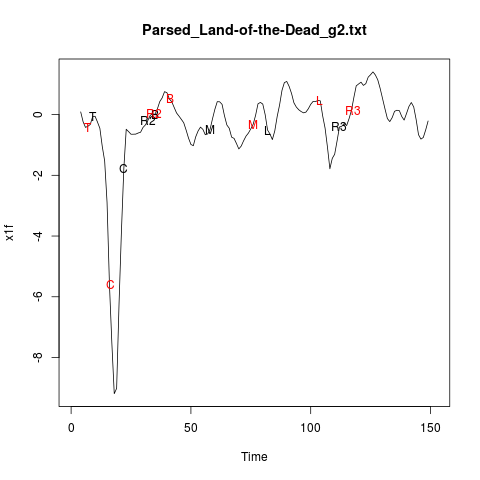 Parsed_Land-of-the-Dead_g2.txt
x1f
0
-2
-4
-6
-8
T
T
C
C
R2
R2
B
B
M
M
L
L
R3
R3
0
50
100
150
Time